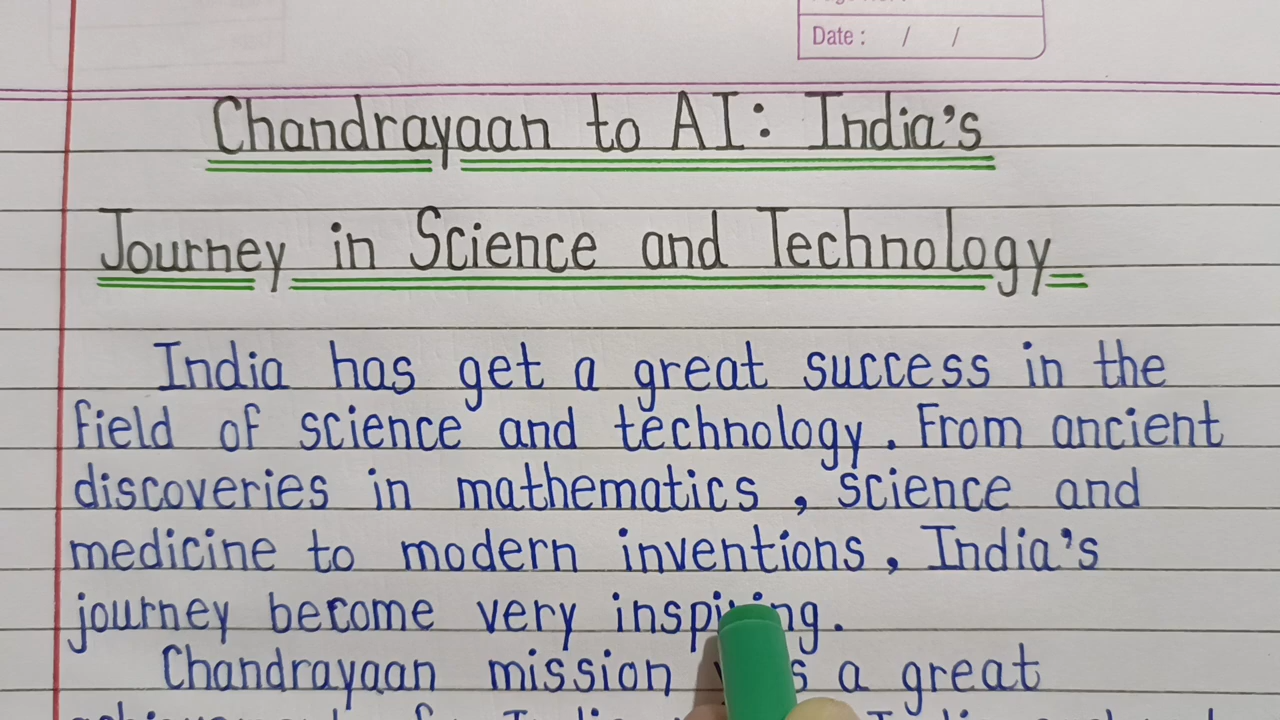 Date :    /    /
Chandrayaan to AI: India's
Journey in Science and Technology
India has get a great success in the
field of science and technology. From ancient
discoveries in mathematics, science and
medicine to modern inventions, India's
journey become very inspiring.
Chandrayaan mission a great